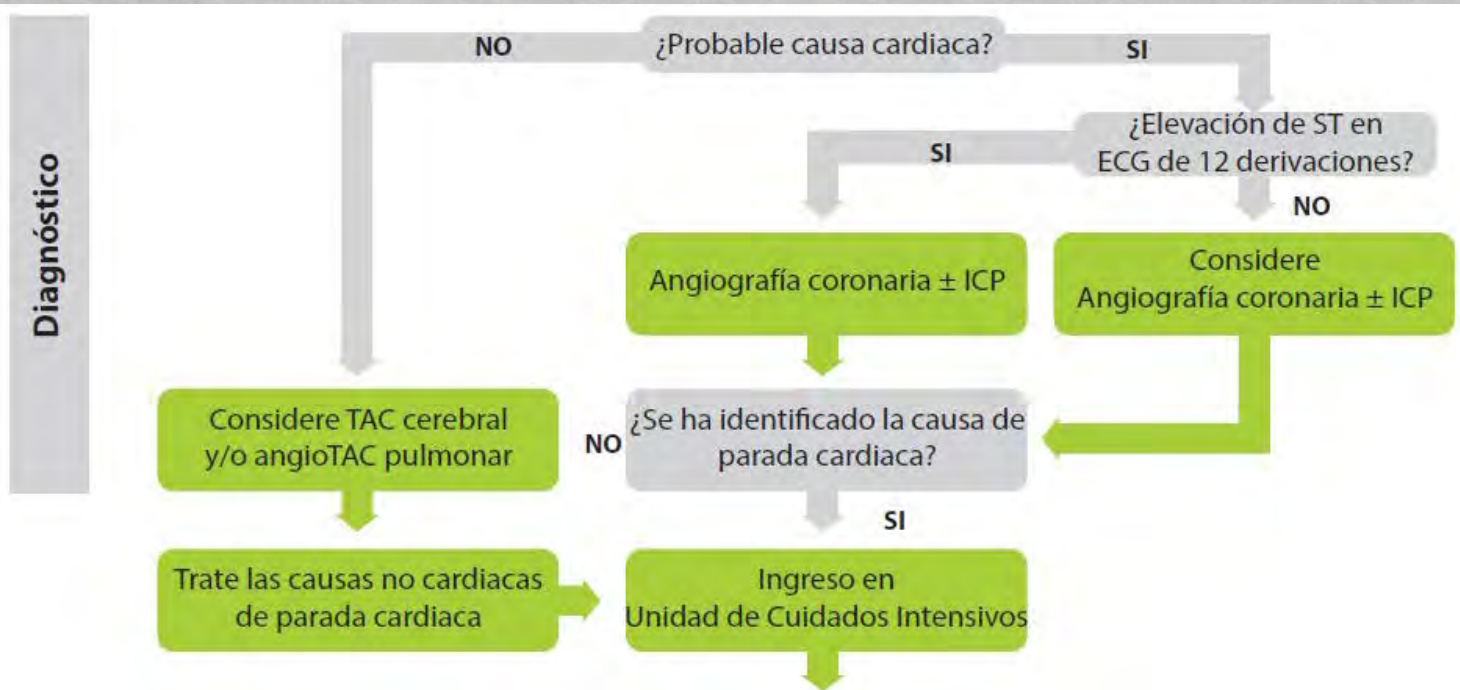 Diagnóstico
NO
¿Probable causa cardiaca?
SI
¿Elevación de ST en
ECG de 12 derivaciones?
SI
NO
Angiografía coronaria ± ICP
Considere
Angiografía coronaria ± ICP
Considere TAC cerebral
y/o angioTAC pulmonar
NO
¿Se ha identificado la causa de
parada cardiaca?
SI
Trate las causas no cardiacas
de parada cardiaca
Ingreso en
Unidad de Cuidados Intensivos